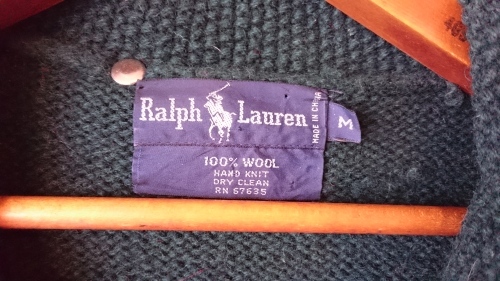 Ralph Lauren
MADE IN CHINA
M
100% WOOL
HAND KNIT
DRY CLEAN
RN 67635